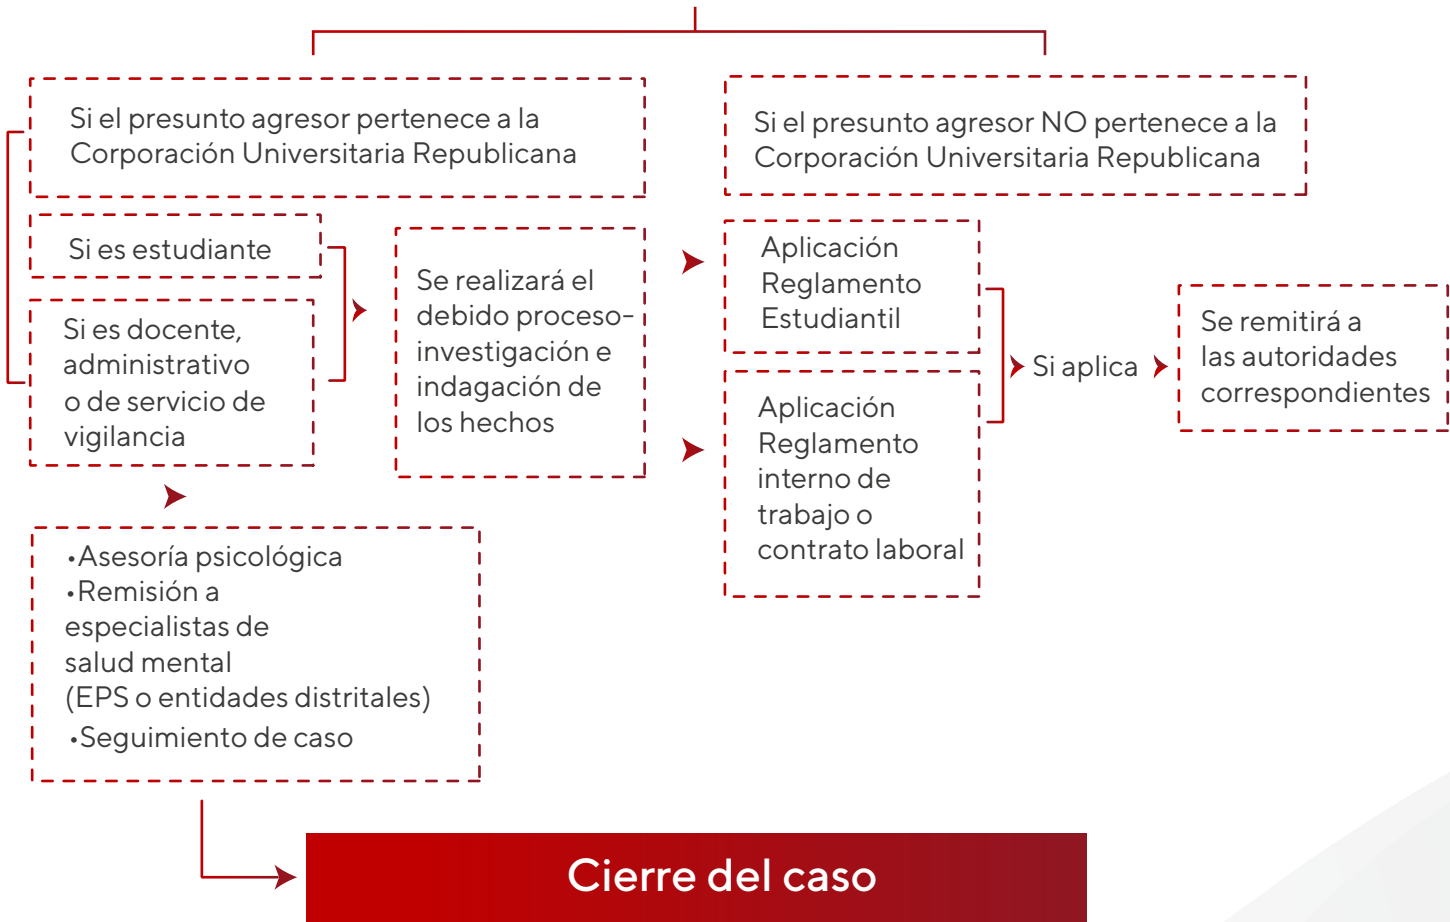 Si el presunto agresor pertenece a la
Corporación Universitaria Republicana
Si el presunto agresor NO pertenece a la
Corporación Universitaria Republicana
Si es estudiante
Si es docente,
administrativo
o de servicio de
vigilancia
Se realizará el
debido proceso-
investigación e
indagación de
los hechos
Aplicación
Reglamento
Estudiantil
Aplicación
Reglamento
interno de
trabajo o
contrato laboral
Si aplica
Se remitirá a
las autoridades
correspondientes
•Asesoría psicológica
•Remisión a
especialistas de
salud mental
(EPS o entidades distritales)
•Seguimiento de caso
Cierre del caso